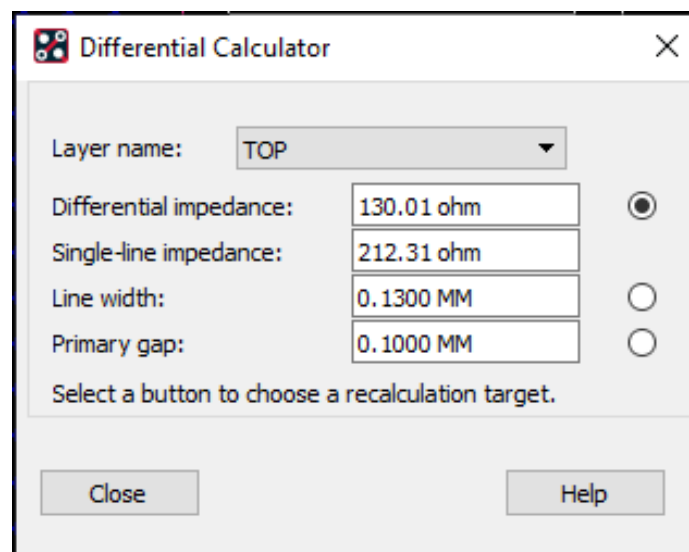 Differential Calculator
Layer name: TOP
Differential impedance: 130.01 ohm
Single-line impedance: 212.31 ohm
Line width: 0.1300 MM
Primary gap: 0.1000 MM
Select a button to choose a recalculation target.
Close Help